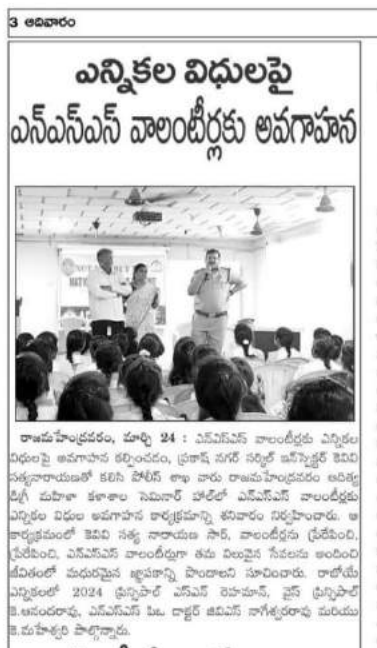 3 ఆదివారం
ఎన్నికల విధులపై
ఎన్ఎస్ఎస్ వాలంటీర్లకు అవగాహన
రాజమహేంద్రవరం, మార్చి 24 : ఎన్ఎస్ఎస్ వాలంటీర్లకు ఎన్నికల
విధులపై అవగాహన కల్పించడం, ప్రకాష్ నగర్ సర్కిల్ ఇన్స్పెక్టర్ కెవివి
సత్యనారాయణతో కలిసి పోలీస్ శాఖ వారు రాజమహేంద్రవరం ఆదిత్య
డిగ్రీ మహిళా కళాశాల సెమినార్ హాల్‌లో ఎన్ఎస్ఎస్ వాలంటీర్లకు
ఎన్నికల విధుల అవగాహన కార్యక్రమాన్ని శనివారం నిర్వహించారు. ఆ
కార్యక్రమంలో కెవివి సత్య నారాయణ సార్, వాలంటర్లను ప్రేరేపించి,
ప్రేరేపించి, ఎన్ఎస్ఎస్ వాలంటీర్లుగా తమ విలువైన సేవలను అందించి
జీవితంలో మధురమైన జ్ఞాపకాన్ని పొందాలని సూచించారు. రాబోయే
ఎన్నికలలో 2024 ప్రిన్సిపాల్ ఎస్ఎన్ రెహమాన్, వైస్ ప్రిన్సిపాల్
కె.ఆనందరావు, ఎన్ఎస్ఎస్ పిఒ డాక్టర్ జివిఎస్ నాగేశ్వరరావు మరియు
కె.మహేశ్వరి పాల్గొన్నారు.